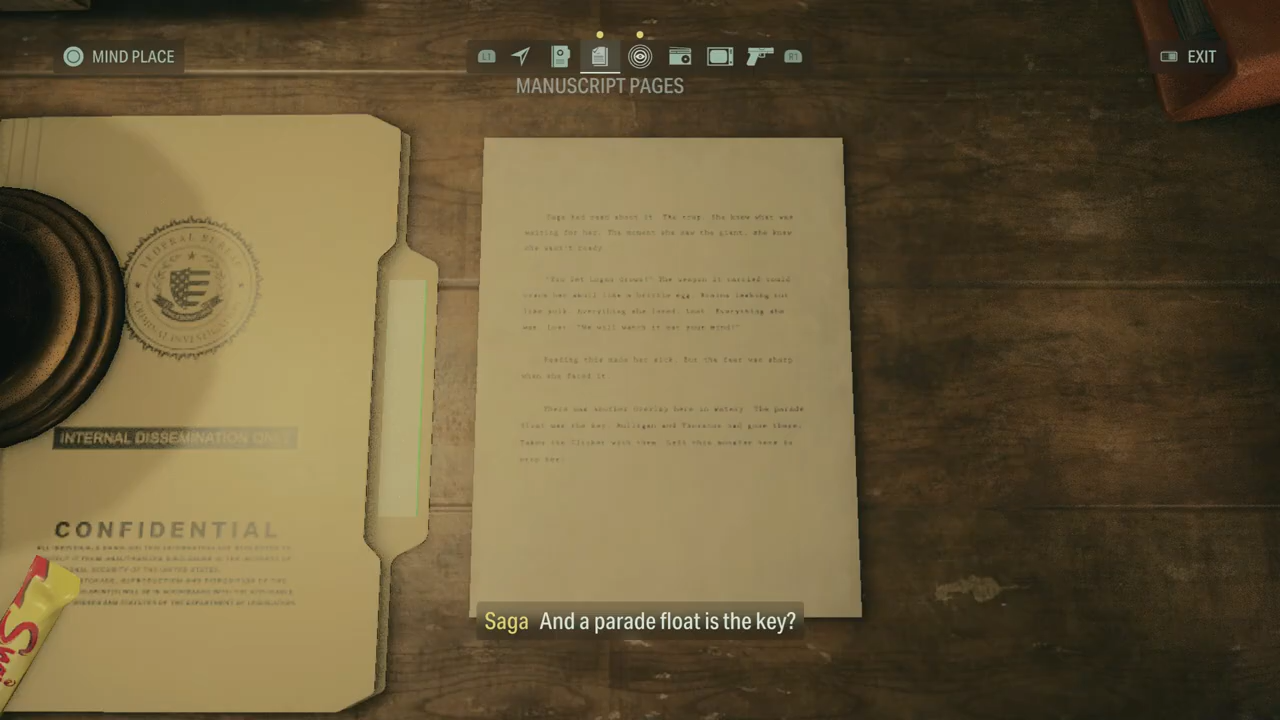 MIND PLACE
L1
R1
EXIT
MANUSCRIPT PAGES
FEDERAL BUREAU
CRIMINAL INVESTI
INTERNAL DISSEMINATION ONLY
CONFIDENTIAL
Saga had read about it. The trap. She knew what was
waiting for her. The moment she saw the giant, she knew
she wasn't ready.
"You let Logan drown!" The weapon it carried could
crack her skull like a brittle egg. Brains leaking out
like yolk. Everything she loved. Lost. Everything she
was. Lost. "We will watch it eat your mind!"
Reading this made her sick. But the fear was sharp
when she faced it.
There was another Overlap here in Watery. The parade
float was the key. Mulligan and Thornton had gone there.
Taken the Clicker with them. Left this monster here to
stop her.
Saga And a parade float is the key?